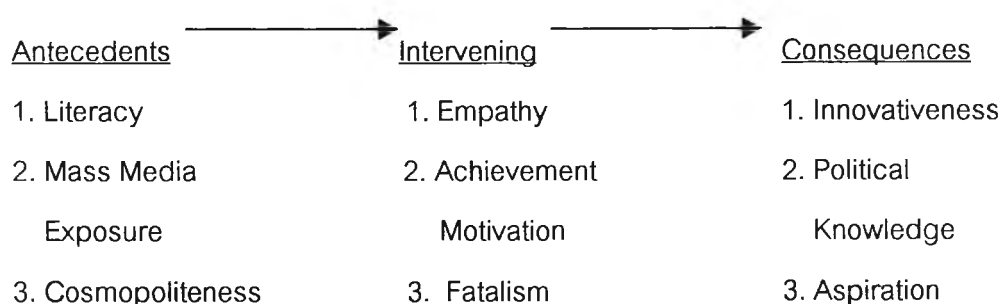 Antecedents
Intervening
Consequences
1. Literacy
1. Empathy
1. Innovativeness
2. Mass Media
2. Achievement
2. Political
Exposure
Motivation
Knowledge
3. Cosmopoliteness
3. Fatalism
3. Aspiration